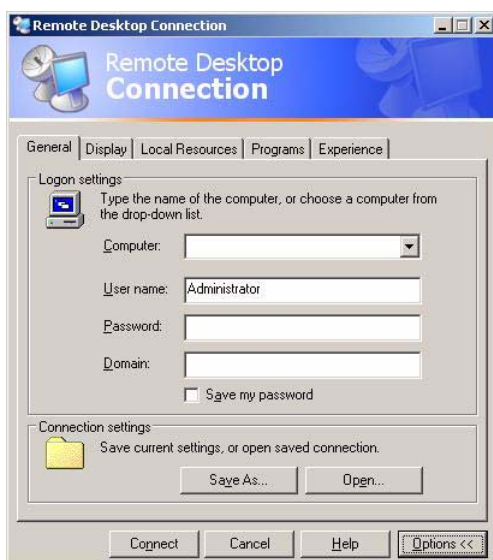 Remote Desktop Connection
Remote Desktop
Connection
General Display Local Resources Programs Experience
Logon settings
Type the name of the computer, or choose a computer from
the drop-down list.
Computer:
User name: Administrator
Password:
Domain:
Save my password
Connection settings
Save current settings, or open saved connection.
Save As... Open...
Connect Cancel Help Options <<